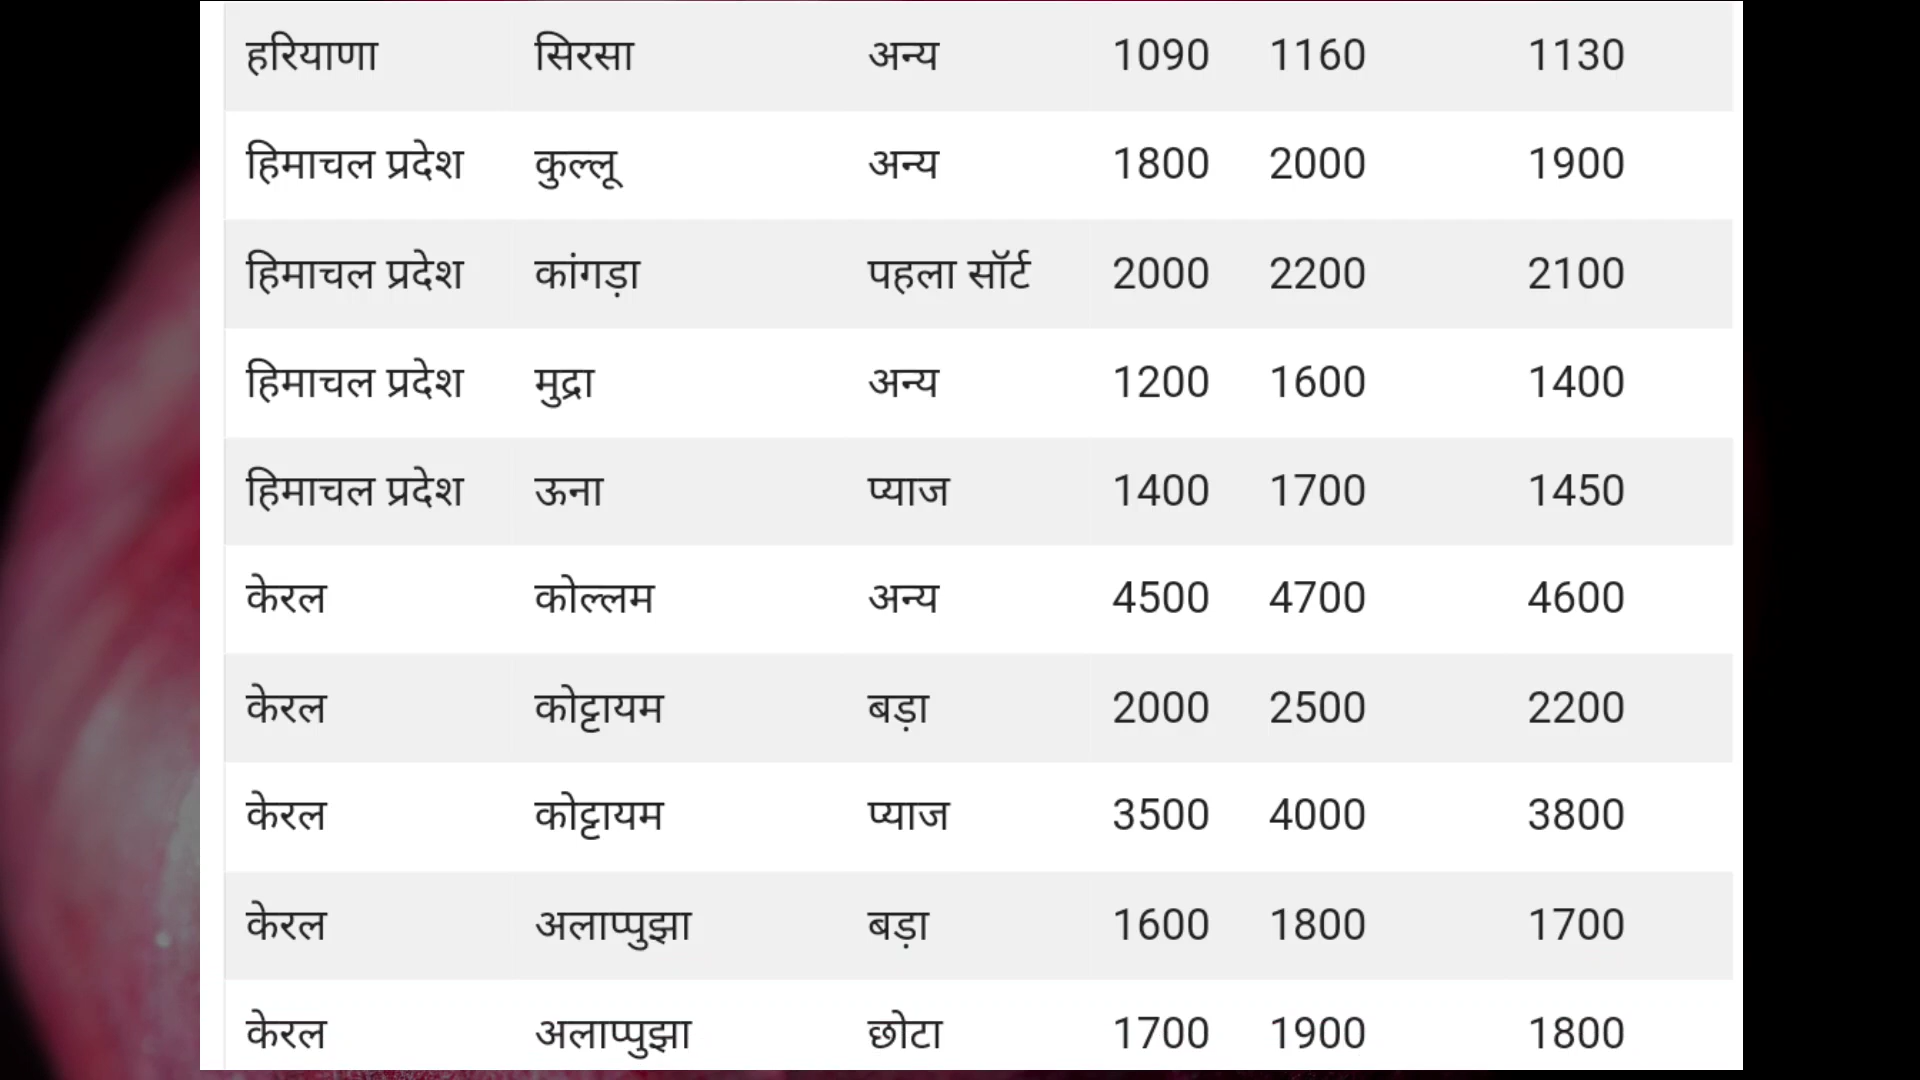 हरियाणा सिरसा अन्य 1090 1160 1130
हिमाचल प्रदेश कुल्लू अन्य 1800 2000 1900
हिमाचल प्रदेश कांगड़ा पहला सॉर्ट 2000 2200 2100
हिमाचल प्रदेश मुद्रा अन्य 1200 1600 1400
हिमाचल प्रदेश ऊना प्याज 1400 1700 1450
केरल कोल्लम अन्य 4500 4700 4600
केरल कोट्टायम बड़ा 2000 2500 2200
केरल कोट्टायम प्याज 3500 4000 3800
केरल अलाप्पुझा बड़ा 1600 1800 1700
केरल अलाप्पुझा छोटा 1700 1900 1800